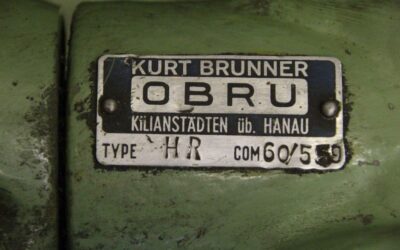 KURT BRUNNER
OBRU
KILIANSTÄDTEN üb. HANAU
TYPE HR COM 60/559